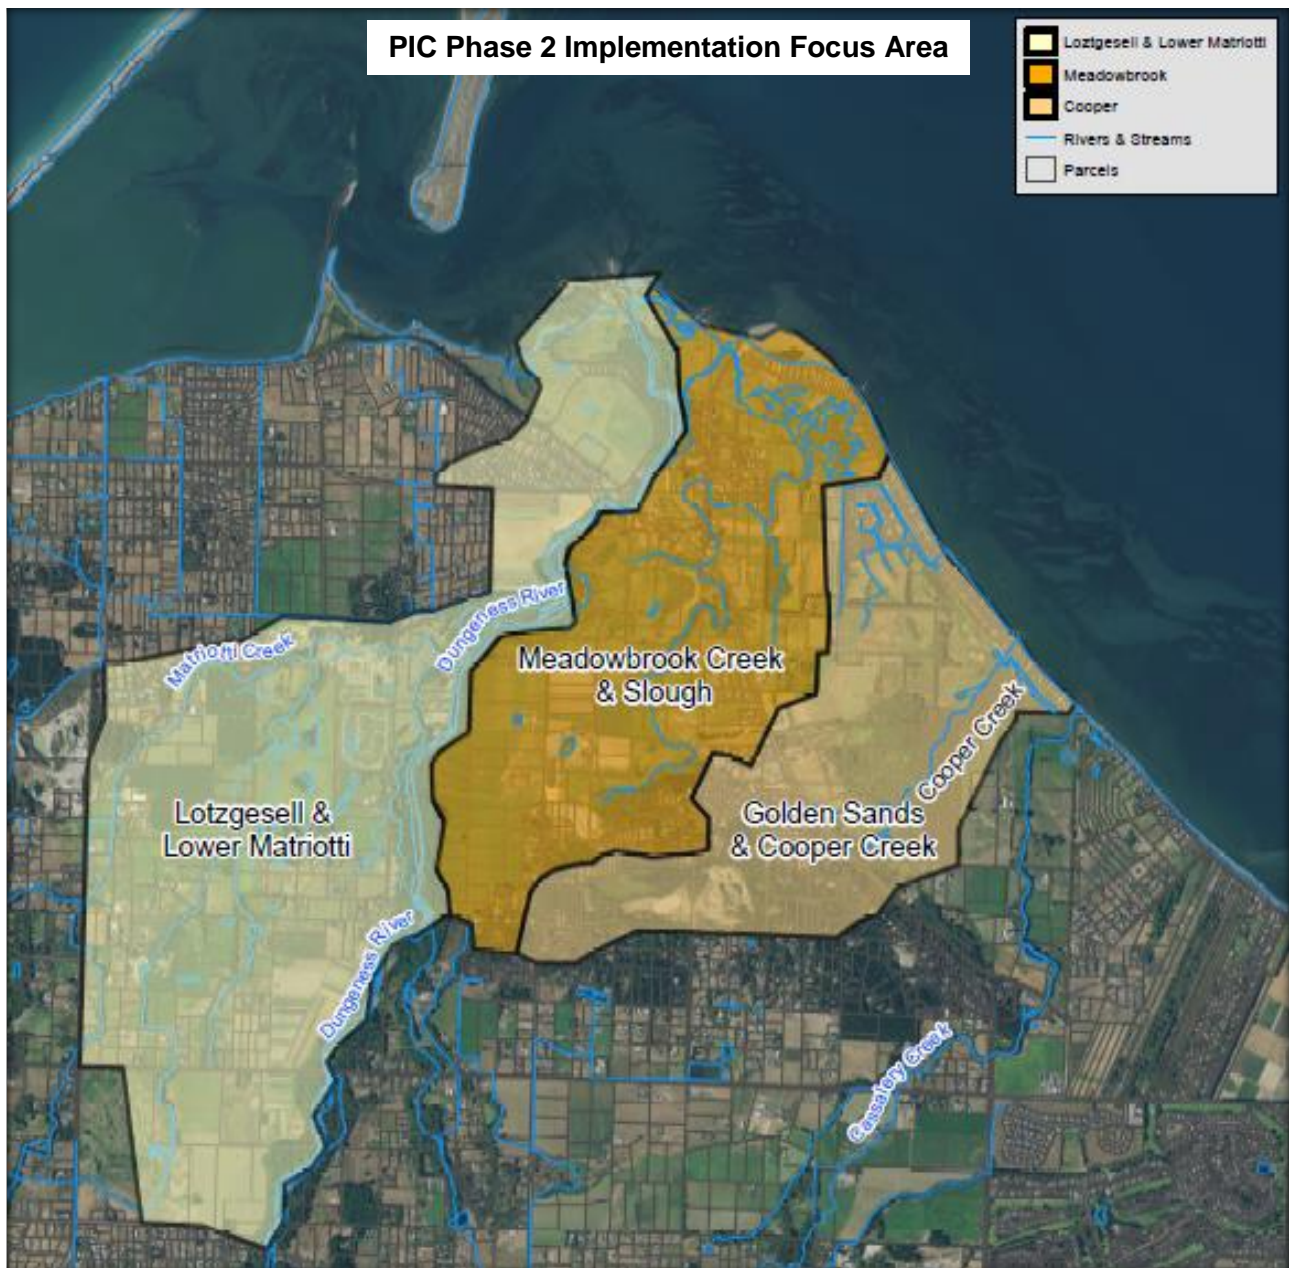 PIC Phase 2 Implementation Focus Area
Loztgesell & Lower Matriotti
Meadowbrook
Cooper
Rivers & Streams
Parcels
Dungeness River
Matriotti Creek
Meadowbrook Creek
& Slough
Cooper Creek
Lotzgesell &
Lower Matriotti
Golden Sands
& Cooper Creek
Dungeness River
Cassalery Creek